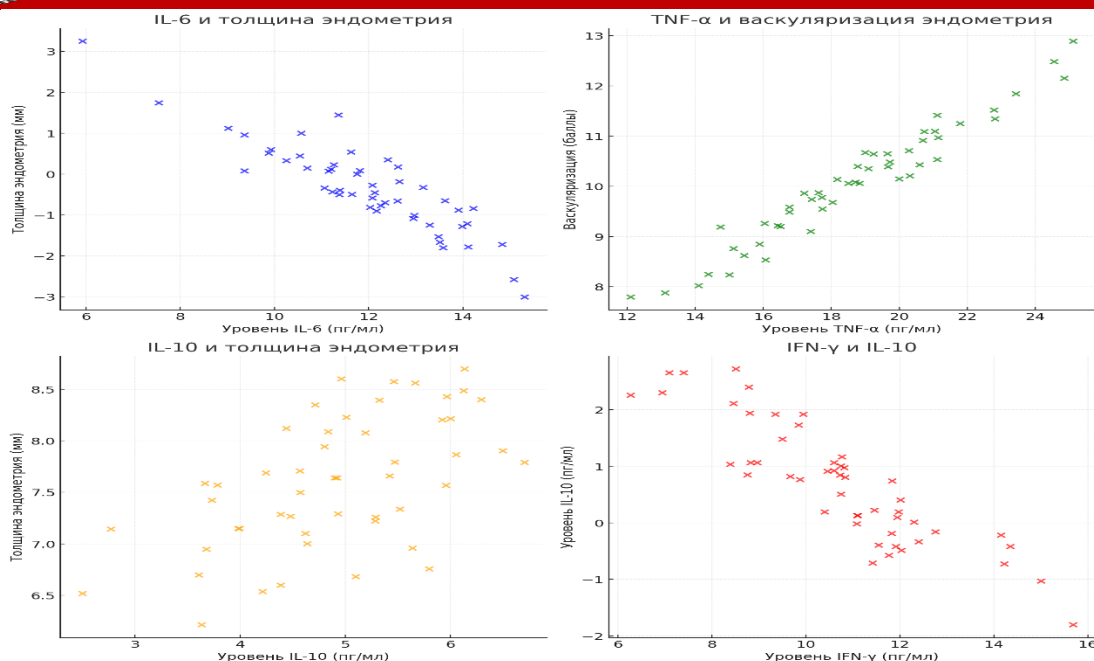 IL-6 и толщина эндометрия
Толщина эндометрия (мм)
3
2
1
0
−1
−2
−3
6 8 10 12 14
Уровень IL-6 (пг/мл)
TNF-α и васкуляризация эндометрия
Васкуляризация (баллы)
13
12
11
10
9
8
12 14 16 18 20 22 24
Уровень TNF-α (пг/мл)
IL-10 и толщина эндометрия
Толщина эндометрия (мм)
8.5
8.0
7.5
7.0
6.5
3 4 5 6
Уровень IL-10 (пг/мл)
IFN-γ и IL-10
Уровень IL-10 (пг/мл)
2
1
0
−1
−2
6 8 10 12 14 16
Уровень IFN-γ (пг/мл)